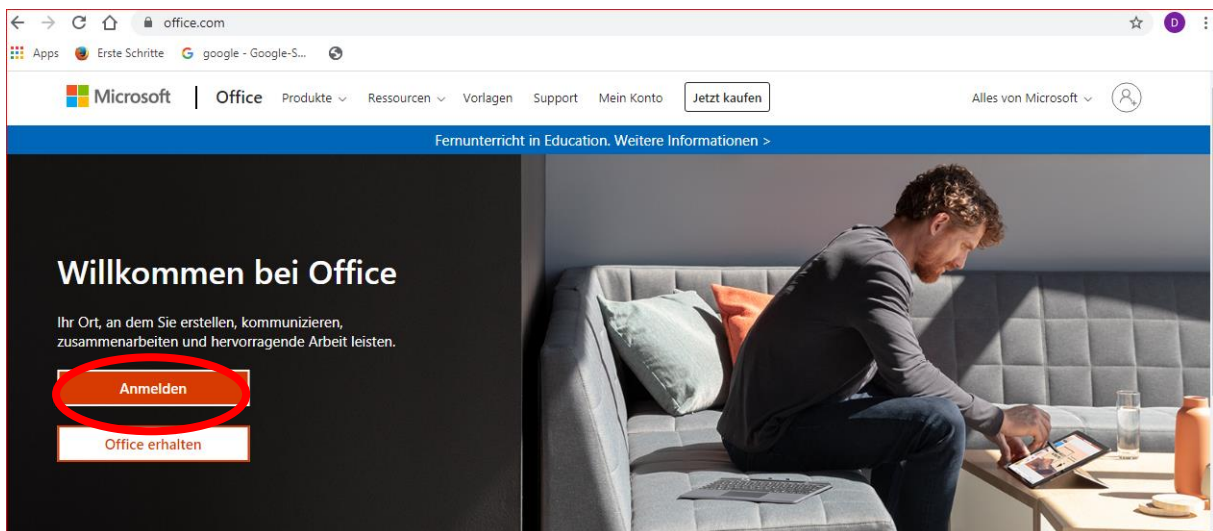 office.com
D
Apps Erste Schritte google - Google-S...
Microsoft | Office Produkte Ressourcen Vorlagen Support Mein Konto Jetzt kaufen Alles von Microsoft
Fernunterricht in Education. Weitere Informationen >
Willkommen bei Office
Ihr Ort, an dem Sie erstellen, kommunizieren,
zusammenarbeiten und hervorragende Arbeit leisten.
Anmelden
Office erhalten